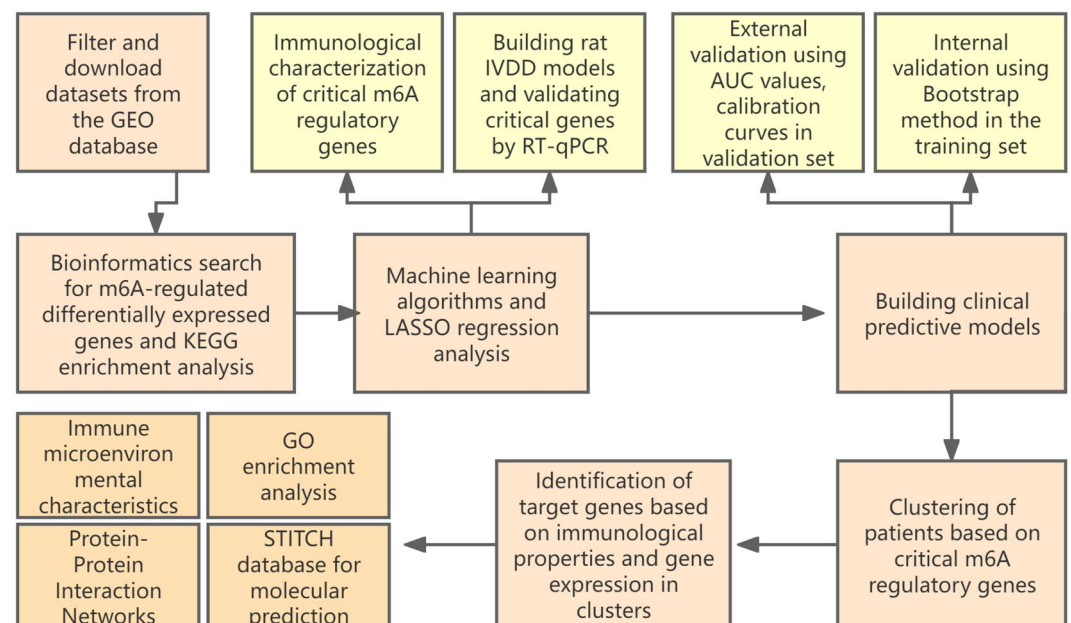 Filter and
download
datasets from
the GEO
database
Immunological
characterization
of critical m6A
regulatory
genes
Building rat
IVDD models
and validating
critical genes
by RT-qPCR
External
validation using
AUC values,
calibration
curves in
validation set
Internal
validation using
Bootstrap
method in the
training set
Bioinformatics search
for m6A-regulated
differentially expressed
genes and KEGG
enrichment analysis
Machine learning
algorithms and
LASSO regression
analysis
Building clinical
predictive models
Immune
microenviron
mental
characteristics
GO
enrichment
analysis
Protein-
Protein
Interaction
Networks
STITCH
database for
molecular
prediction
Identification of
target genes based
on immunological
properties and gene
expression in
clusters
Clustering of
patients based on
critical m6A
regulatory genes